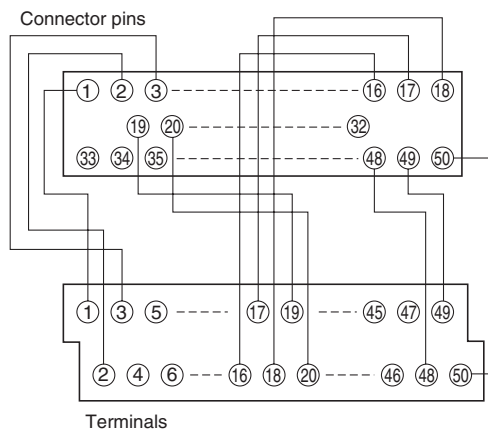 Connector pins
1 2 3 16 17 18
19 20 32
33 34 35 48 49 50
1 3 5 17 19 45 47 49
2 4 6 16 18 20 46 48 50
Terminals